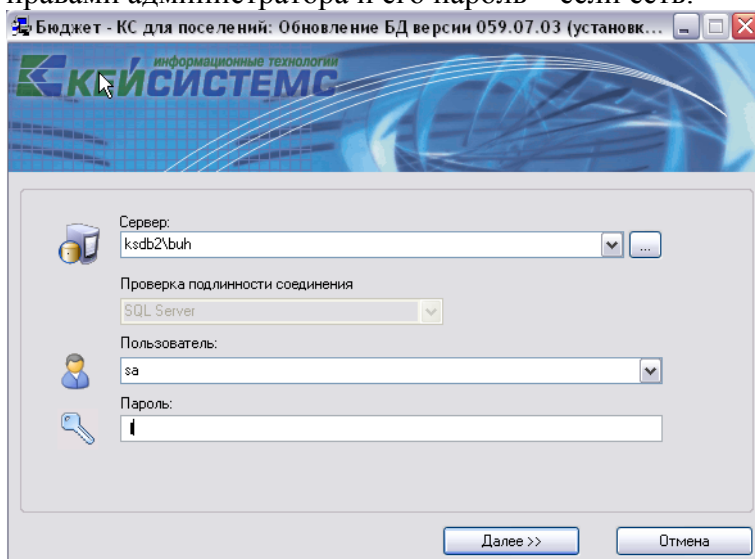 правами администратора и его пароль – если есть.
Бюджет - КС для поселений: Обновление БД версии 059.07.03 (установк...
информационные технологии
КЕЙСИСТЕМС
Сервер:
ksdb2\buh
...
Проверка подлинности соединения
SQL Server
Пользователь:
sa
Пароль:
Далее >>
Отмена